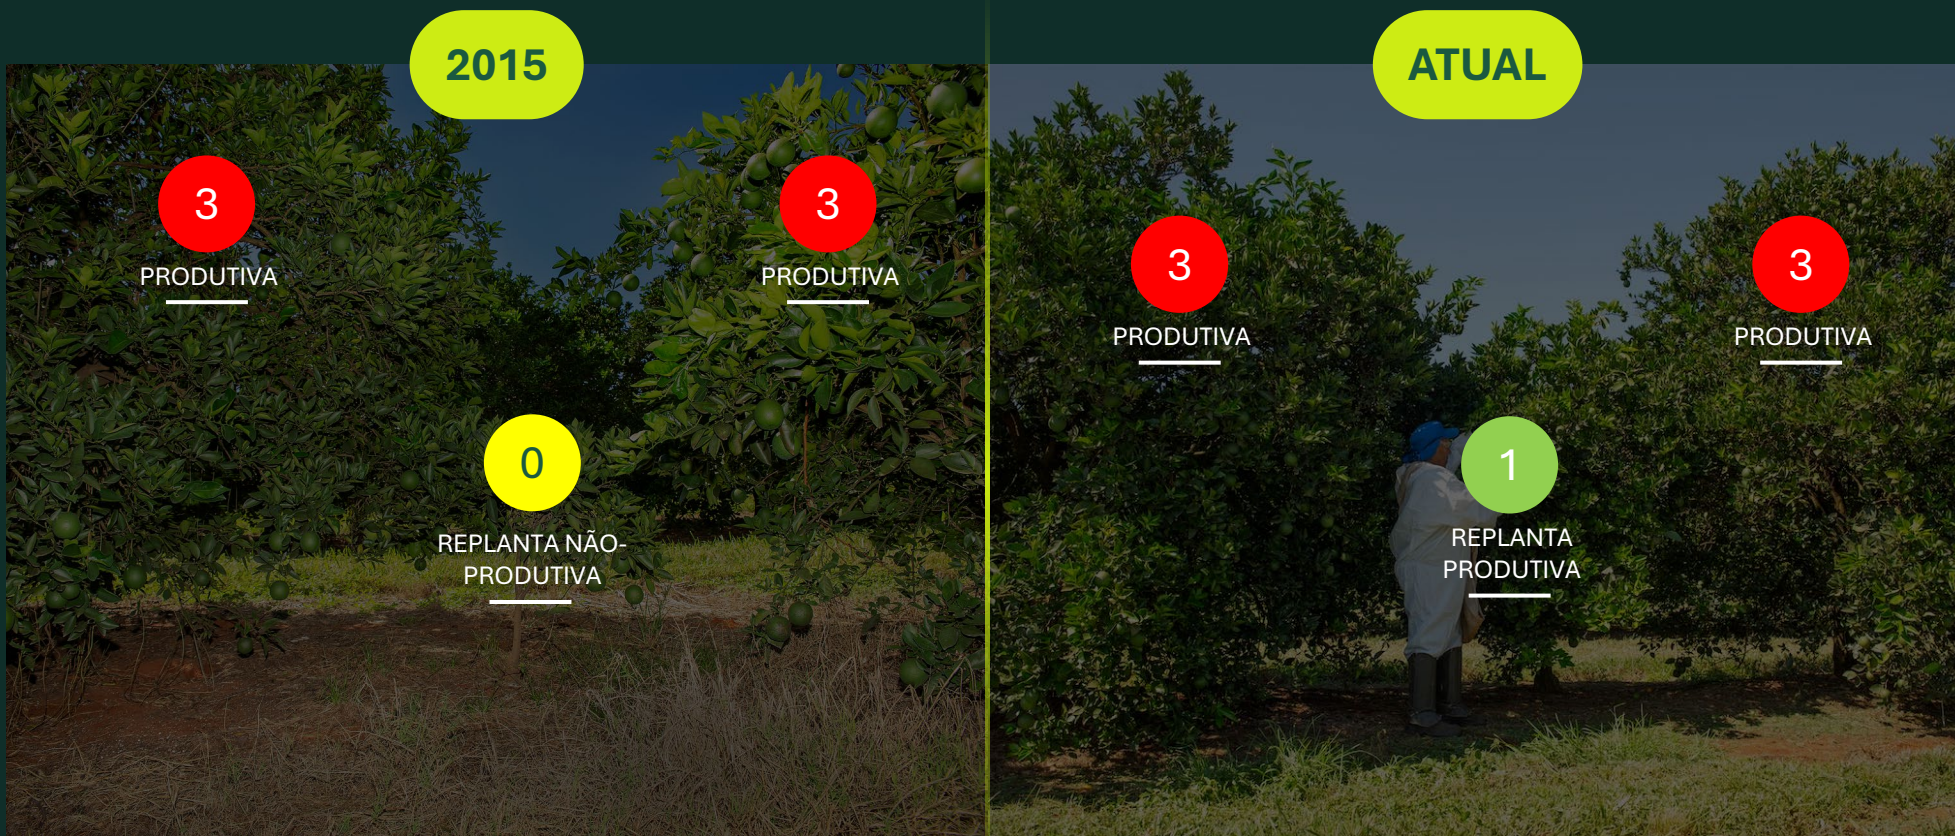 2015
ATUAL
3
PRODUTIVA
3
PRODUTIVA
0
REPLANTA NÃO-
PRODUTIVA
3
PRODUTIVA
3
PRODUTIVA
1
REPLANTA
PRODUTIVA